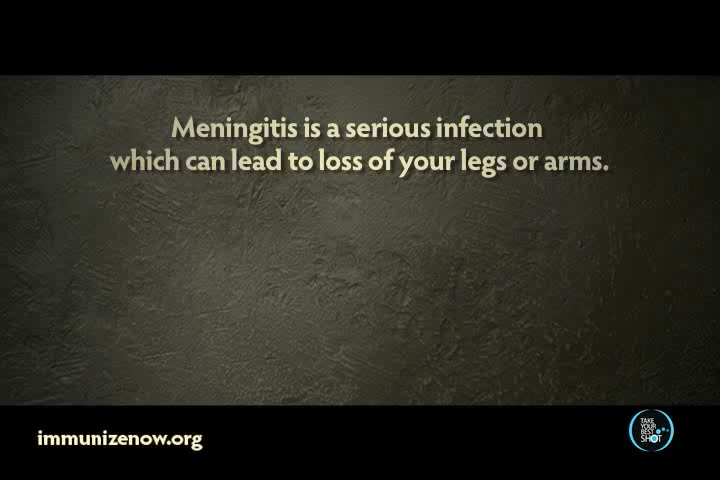 Meningitis is a serious infection
which can lead to loss of your legs or arms.
immunizenow.org
TAKE
YOUR
BEST
SHOT